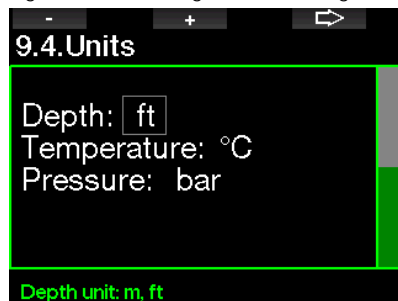 - +
9.4.Units
Depth: ft
Temperature: °C
Pressure: bar
Depth unit: m, ft